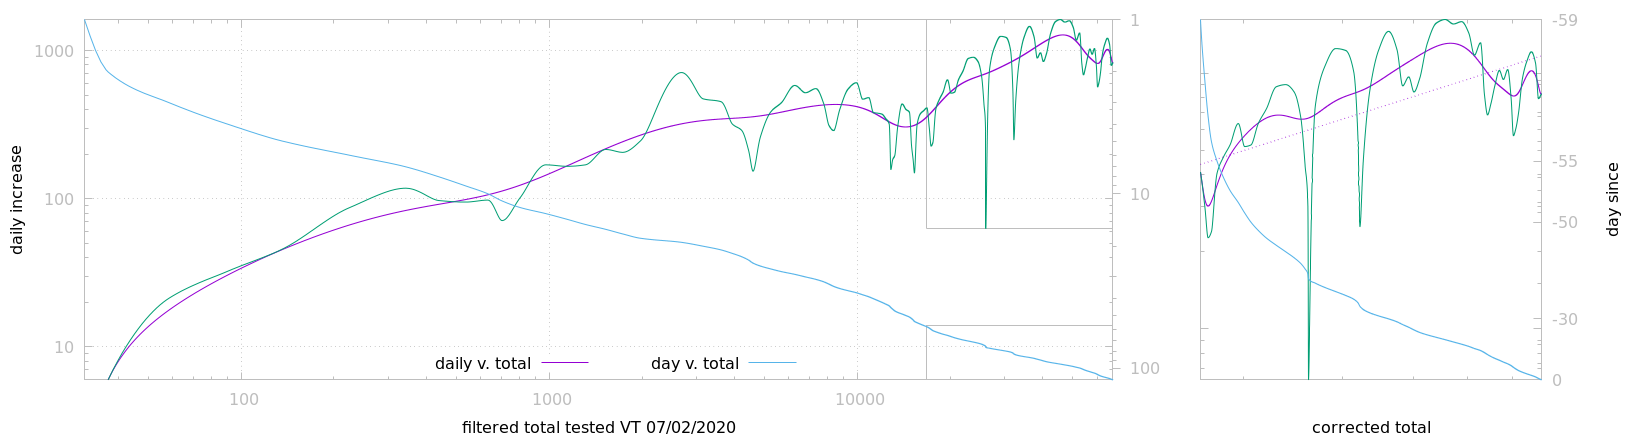 daily increase
1000
100
10
100
1000
10000
filtered total tested VT 07/02/2020
daily v. total
day v. total
1
10
100
-59
-55
-50
-30
0
day since
corrected total